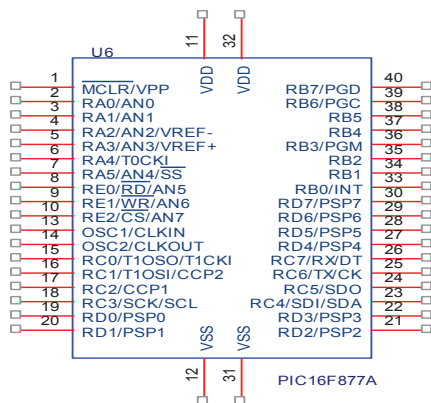 U6
11 VDD
32 VDD
1 MCLR/VPP RB7/PGD 40
2 RA0/AN0 RB6/PGC 39
3 RA1/AN1 RB5 38
4 RA2/AN2/VREF- RB4 37
5 RA3/AN3/VREF+ RB3/PGM 36
6 RA4/T0CKI RB2 35
7 RA5/AN4/SS RB1 34
8 RE0/RD/AN5 RB0/INT 33
9 RE1/WR/AN6 RD7/PSP7 30
10 RE2/CS/AN7 RD6/PSP6 29
13 OSC1/CLKIN RD5/PSP5 28
14 OSC2/CLKOUT RD4/PSP4 27
15 RC0/T1OSO/T1CKI RC7/RX/DT 26
16 RC1/T1OSI/CCP2 RC6/TX/CK 25
17 RC2/CCP1 RC5/SDO 24
18 RC3/SCK/SCL RC4/SDI/SDA 23
19 RD0/PSP0 RD3/PSP3 22
20 RD1/PSP1 RD2/PSP2 21
12 VSS
31 VSS
PIC16F877A